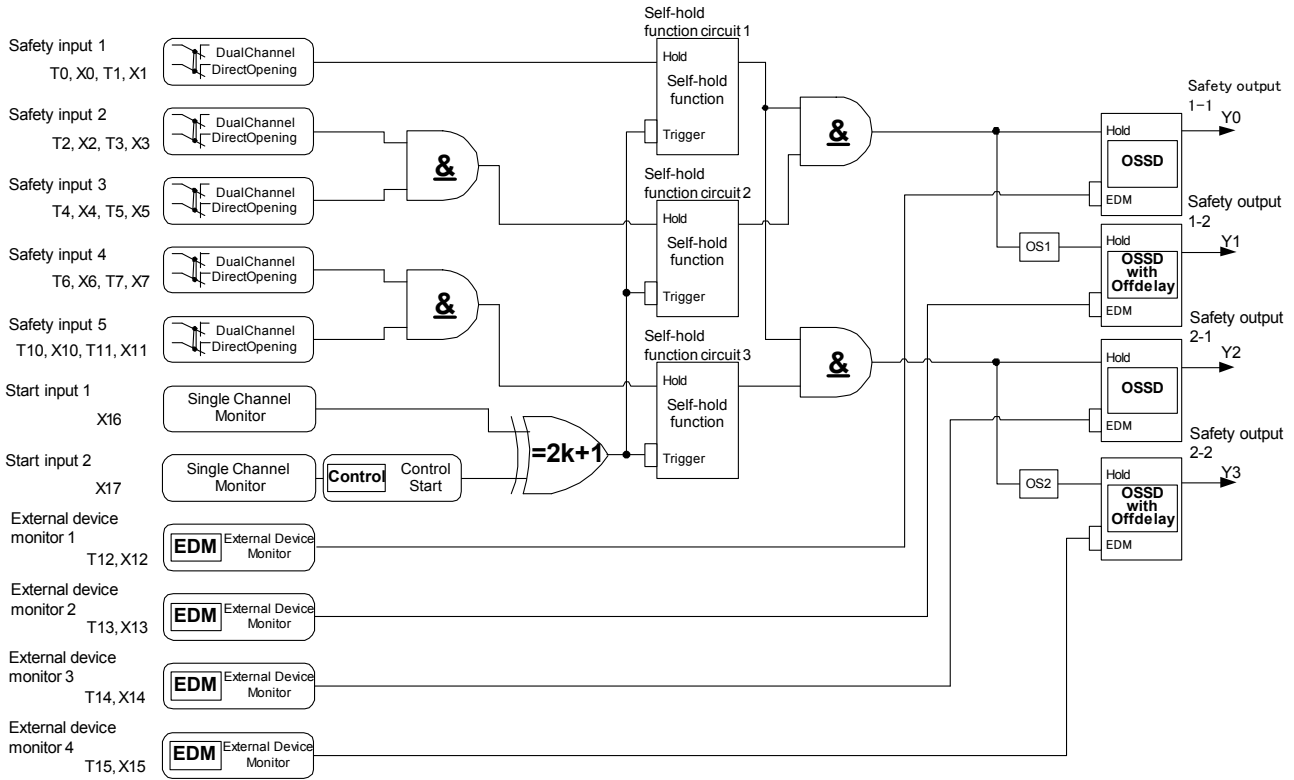 Safety input 1
T0, X0, T1, X1
DualChannel
DirectOpening
Safety input 2
T2, X2, T3, X3
DualChannel
DirectOpening
Safety input 3
T4, X4, T5, X5
DualChannel
DirectOpening
Safety input 4
T6, X6, T7, X7
DualChannel
DirectOpening
Safety input 5
T10, X10, T11, X11
DualChannel
DirectOpening
Start input 1
X16
Single Channel
Monitor
Start input 2
X17
Single Channel
Monitor
Control
Control
Start
External device
monitor 1
T12, X12
EDM
External Device
Monitor
External device
monitor 2
T13, X13
EDM
External Device
Monitor
External device
monitor 3
T14, X14
EDM
External Device
Monitor
External device
monitor 4
T15, X15
EDM
External Device
Monitor
&
&
=2k+1
Self-hold
function circuit 1
Hold
Self-hold
function
Trigger
Self-hold
function circuit 2
Hold
Self-hold
function
Trigger
Self-hold
function circuit 3
Hold
Self-hold
function
Trigger
&
&
OS1
OS2
Safety output
1-1
Y0
Hold
OSSD
EDM
Safety output
1-2
Y1
Hold
OSSD
with
Offdelay
EDM
Safety output
2-1
Y2
Hold
OSSD
EDM
Safety output
2-2
Y3
Hold
OSSD
with
Offdelay
EDM